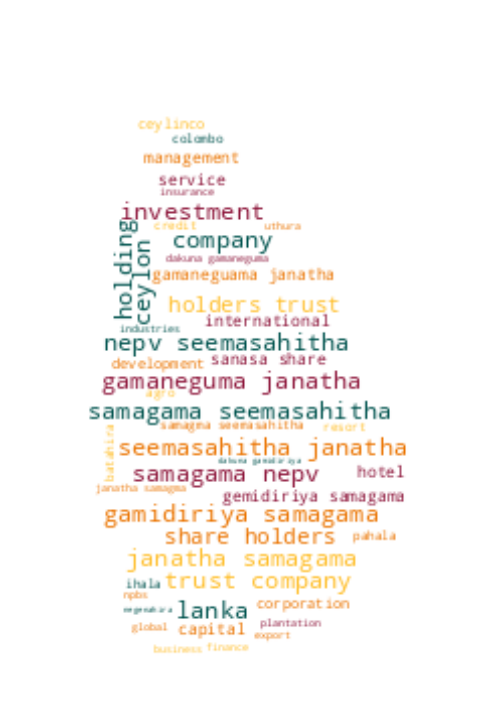 ceylinco
colombo
management
service
insurance
investment
credit uthura
holding
ceylon
company
dakuna gamaneguma
gamaneguama janatha
holders trust
international
industries
nepv seemasahitha
sanasa share
development
gamaneguma janatha
agro
samagama seemasahitha
samagma seemasahitha resort
batahira
seemasahitha janatha
dakuna gamidiriya
samagama nepv hotel
janatha samagma
gemidiriya samagama
gamidiriya samagama
share holders pahala
janatha samagama
ihala trust company
npbs
negenahira lanka corporation
global capital plantation
export
business finance